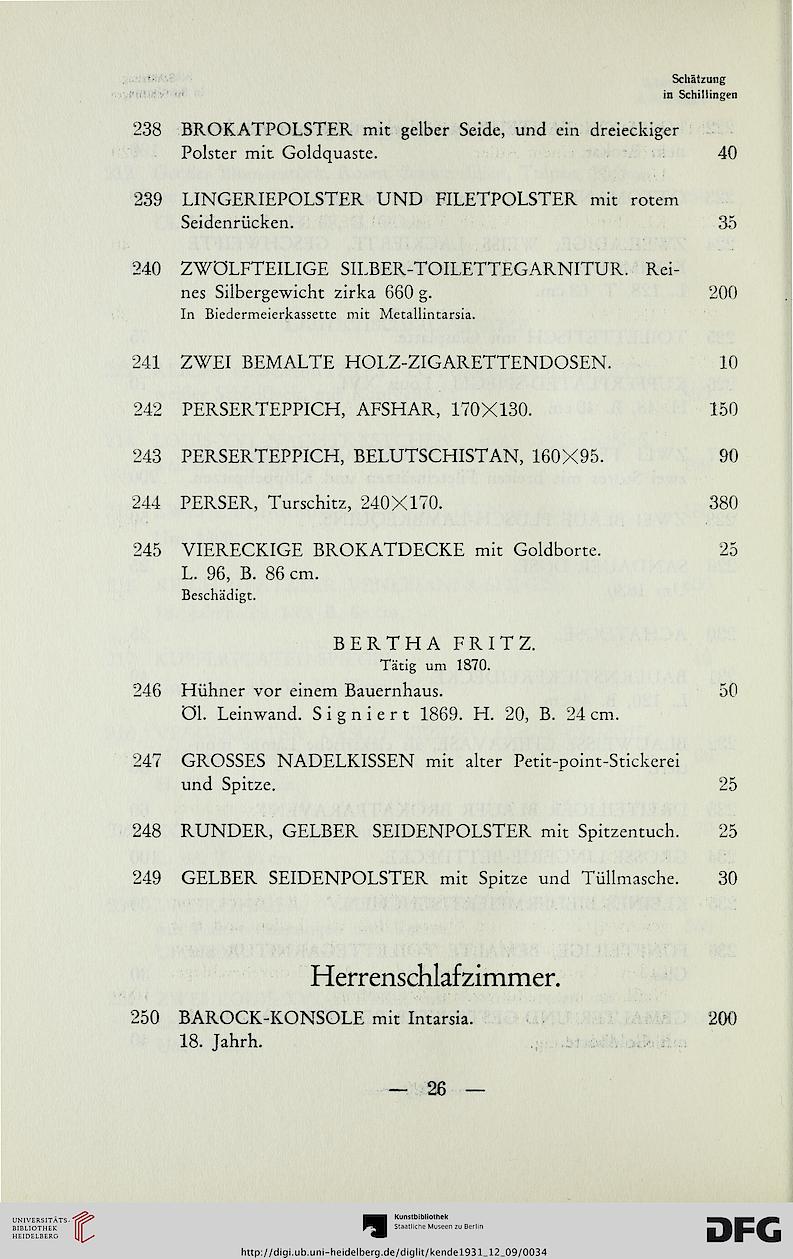 Schätzung
in Schillingen
238 BROKATPOLSTER mit gelber Seide, und ein dreieckiger
Polster mit Goldquaste. 40
239 LINGERIEPOLSTER UND FILETPOLSTER mit rotem
Seidenrücken. 35
240 ZWÖLFTEILIGE SILBER-TOILETTEGARNITUR. Rei-
nes Silbergewicht zirka 660 g. 200
In Biedermeierkassette mit Metallintarsia.
241 ZWEI BEMALTE HOLZ-ZIGARETTENDOSEN. 10
242 PERSERTEPPICH, AFSHAR, 170×130. 150
243 PERSERTEPPICH, BELUTSCHISTAN, 160×95. 90
244 PERSER, Turschitz, 240×170. 380
245 VIERECKIGE BROKATDECKE mit Goldborte. 25
L. 96, B. 86 cm.
Beschädigt.
BERTHA FRITZ.
Tätig um 1870.
246 Hühner vor einem Bauernhaus. 50
Öl. Leinwand. Signiert 1869. H. 20, B. 24 cm.
247 GROSSES NADELKISSEN mit alter Petit-point-Stickerei
und Spitze. 25
248 RUNDER, GELBER SEIDENPOLSTER mit Spitzentuch. 25
249 GELBER SEIDENPOLSTER mit Spitze und Tüllmasche. 30
Herrenschlafzimmer.
250 BAROCK-KONSOLE mit Intarsia. 200
18. Jahrh.
— 26 —
UNIVERSITÄTS-
BIBLIOTHEK
HEIDELBERG
Kunstbibliothek
Staatliche Museen zu Berlin
DFG
http://digi.ub.uni-heidelberg.de/diglit/kende1931_12_09/0034